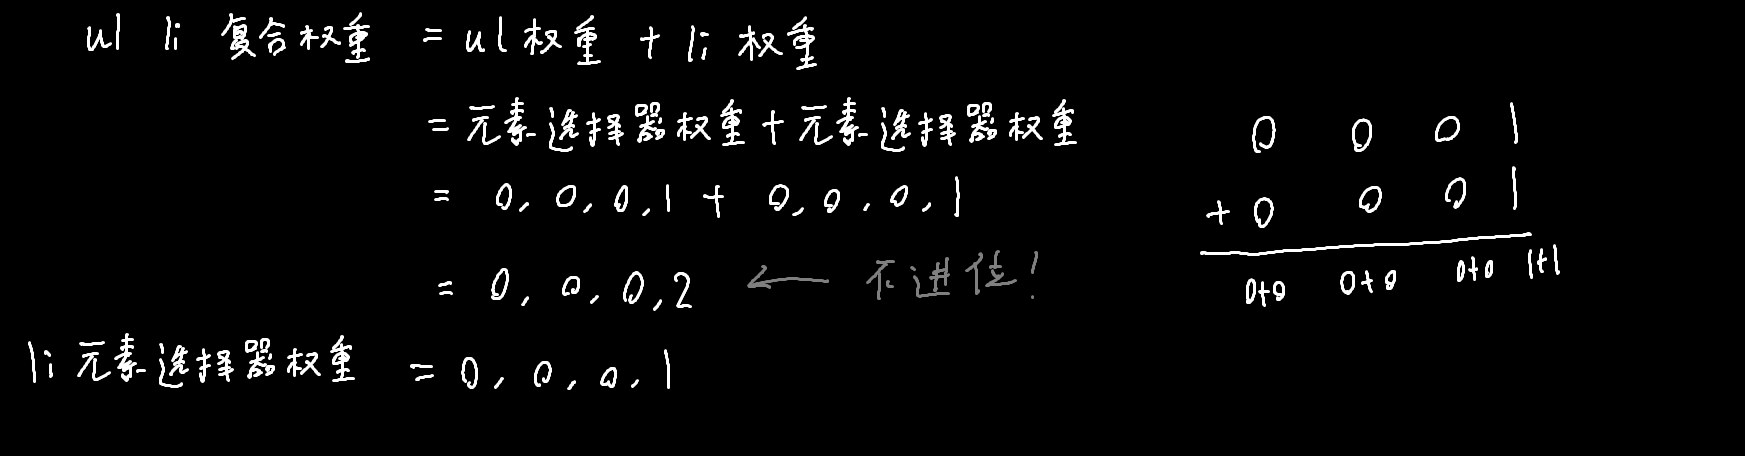 ul li 复合权重 = ul 权重 + li 权重
= 元素选择器权重 + 元素选择器权重
= 0, 0, 0, 1 + 0, 0, 0, 1
= 0, 0, 0, 2 ← 不进位!
li 元素选择器权重 = 0, 0, 0, 1
0 0 0 1
+ 0 0 0 1
0+0 0+0 0+0 1+1